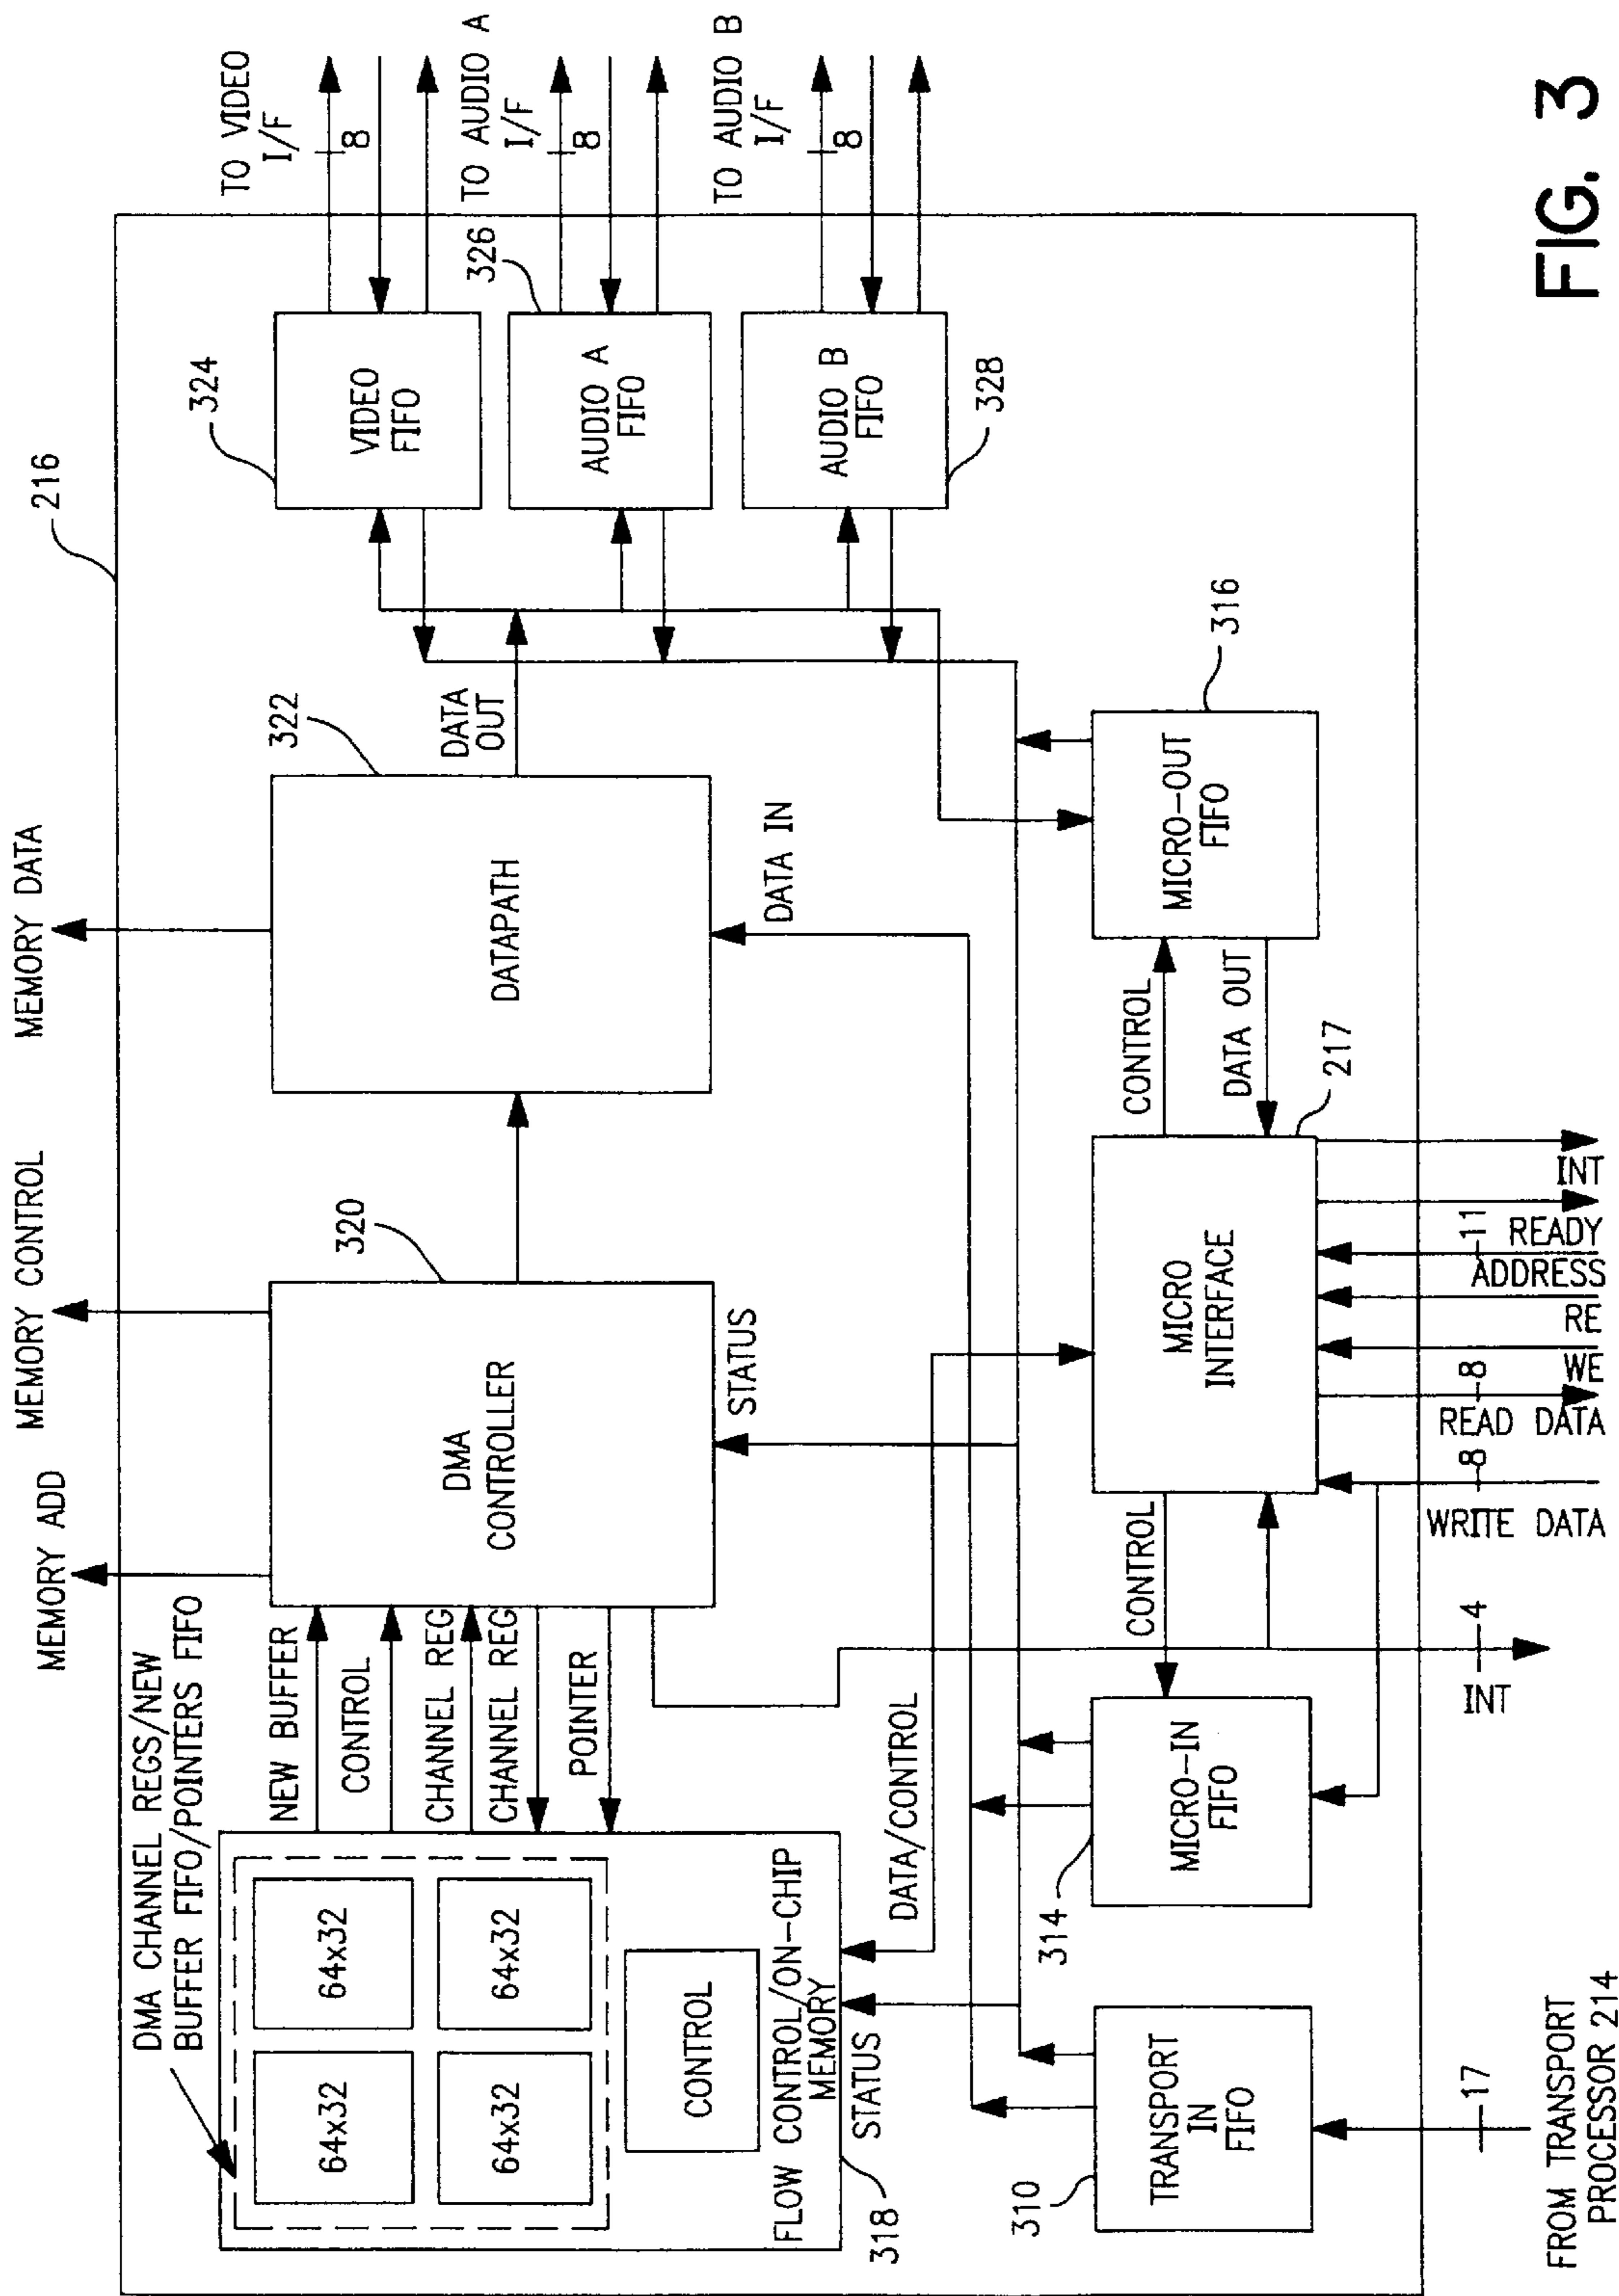 MEMORY ADD
MEMORY CONTROL
MEMORY DATA
216
DMA CHANNEL REGS/NEW
BUFFER FIFO/POINTERS FIFO
64x32
64x32
64x32
64x32
CONTROL
FLOW CONTROL/ON-CHIP
MEMORY
318
STATUS
DATA/CONTROL
NEW BUFFER
CONTROL
CHANNEL REG
CHANNEL REG
POINTER
320
DMA
CONTROLLER
STATUS
322
DATAPATH
DATA
OUT
DATA IN
324
VIDEO
FIFO
326
AUDIO A
FIFO
AUDIO B
FIFO
328
TO VIDEO
I/F
8
TO AUDIO A
I/F
8
TO AUDIO B
I/F
8
310
TRANSPORT
IN
FIFO
17
FROM TRANSPORT
PROCESSOR 214
314
MICRO-IN
FIFO
CONTROL
4
INT
MICRO
INTERFACE
217
CONTROL
DATA OUT
316
MICRO-OUT
FIFO
8
WRITE DATA
8
READ DATA
WE
RE
11
ADDRESS
READY
INT
FIG. 3